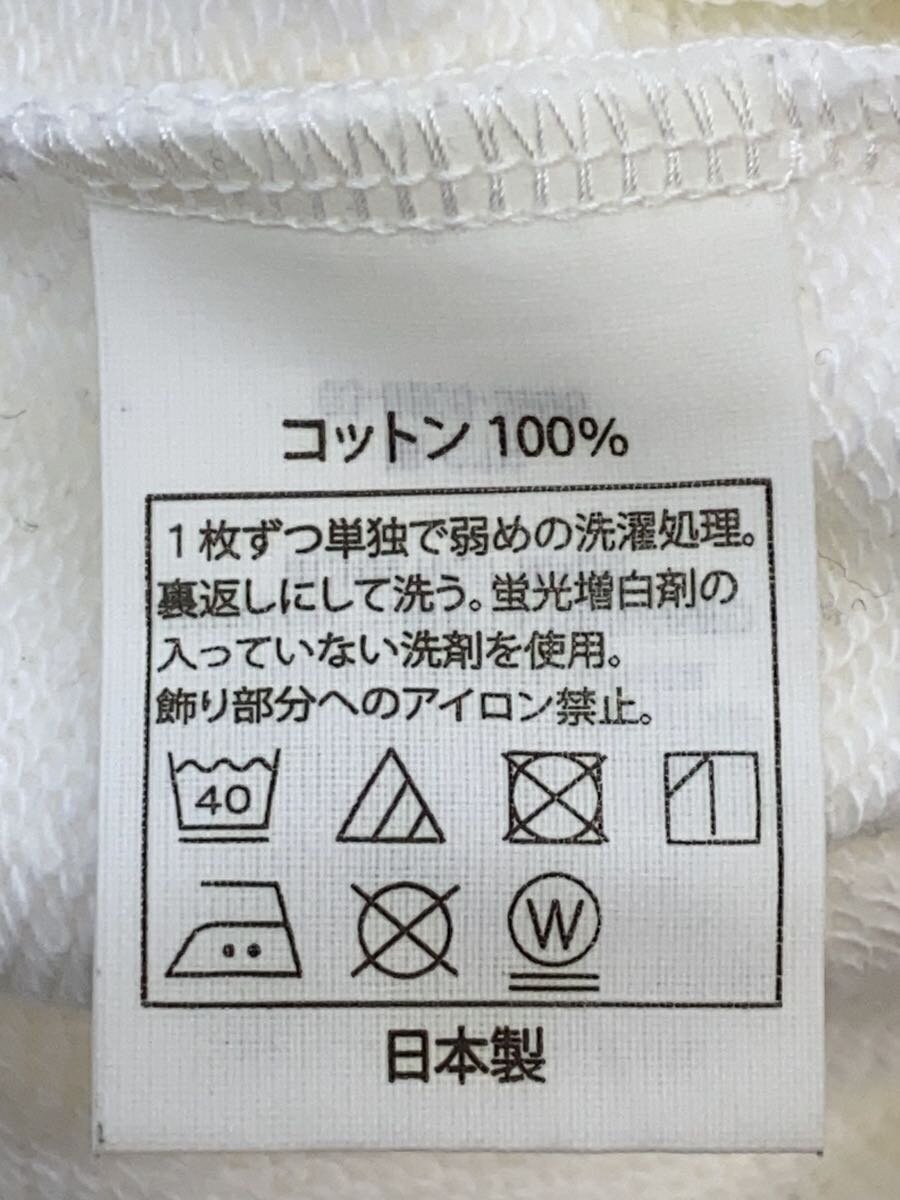 コットン 100%
1枚ずつ単独で弱めの洗濯処理。
裏返しにして洗う。蛍光増白剤の
入っていない洗剤を使用。
飾り部分へのアイロン禁止。
40
W
日本製